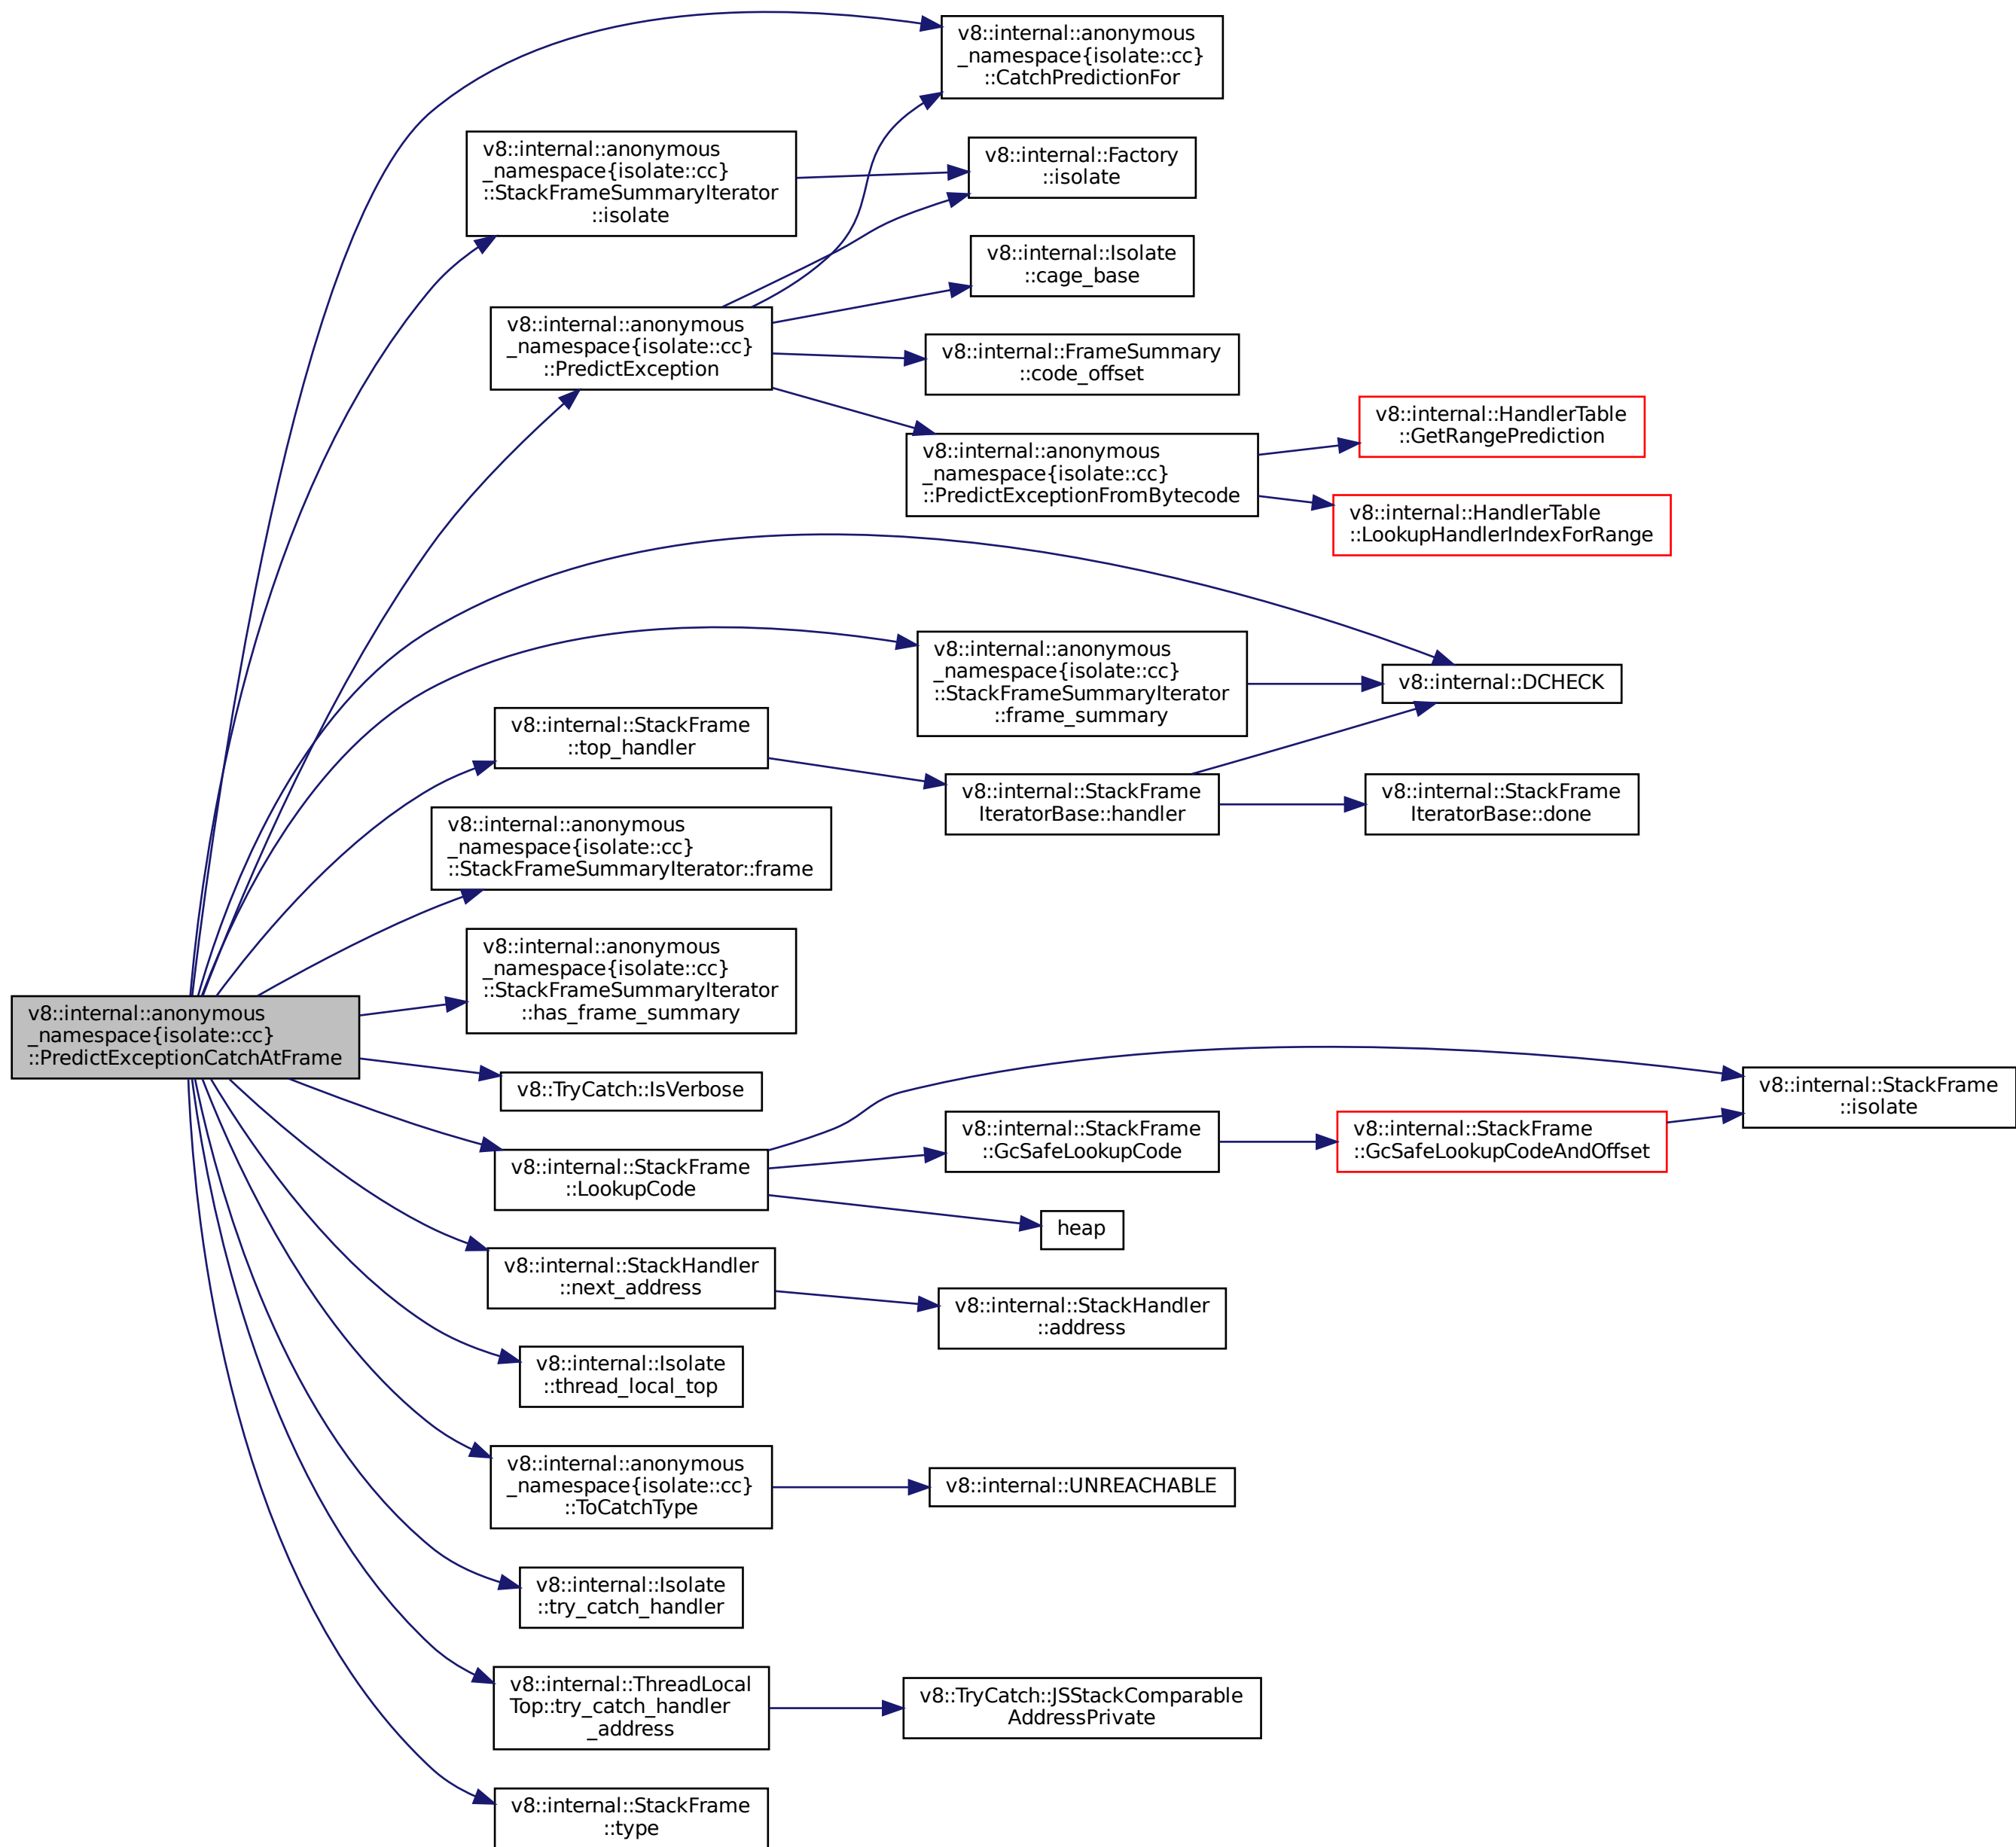 v8::internal::anonymous
_namespace{isolate::cc}
::CatchPredictionFor
v8::internal::anonymous
_namespace{isolate::cc}
::StackFrameSummaryIterator
::isolate
v8::internal::Factory
::isolate
v8::internal::Isolate
::cage_base
v8::internal::anonymous
_namespace{isolate::cc}
::PredictException
v8::internal::FrameSummary
::code_offset
v8::internal::HandlerTable
::GetRangePrediction
v8::internal::anonymous
_namespace{isolate::cc}
::PredictExceptionFromBytecode
v8::internal::HandlerTable
::LookupHandlerIndexForRange
v8::internal::anonymous
_namespace{isolate::cc}
::StackFrameSummaryIterator
::frame_summary
v8::internal::DCHECK
v8::internal::StackFrame
::top_handler
v8::internal::StackFrame
IteratorBase::handler
v8::internal::StackFrame
IteratorBase::done
v8::internal::anonymous
_namespace{isolate::cc}
::StackFrameSummaryIterator::frame
v8::internal::anonymous
_namespace{isolate::cc}
::StackFrameSummaryIterator
::has_frame_summary
v8::internal::anonymous
_namespace{isolate::cc}
::PredictExceptionCatchAtFrame
v8::TryCatch::IsVerbose
v8::internal::StackFrame
::isolate
v8::internal::StackFrame
::GcSafeLookupCode
v8::internal::StackFrame
::GcSafeLookupCodeAndOffset
v8::internal::StackFrame
::LookupCode
heap
v8::internal::StackHandler
::next_address
v8::internal::StackHandler
::address
v8::internal::Isolate
::thread_local_top
v8::internal::anonymous
_namespace{isolate::cc}
::ToCatchType
v8::internal::UNREACHABLE
v8::internal::Isolate
::try_catch_handler
v8::internal::ThreadLocal
Top::try_catch_handler
_address
v8::TryCatch::JSStackComparable
AddressPrivate
v8::internal::StackFrame
::type